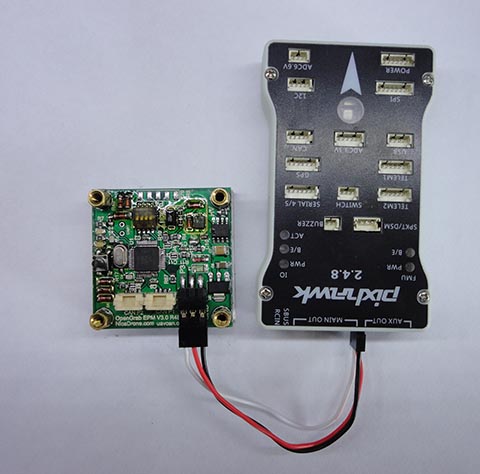 ADC6.6V
POWER
I2C
SPI
CAN
ADC3.3V
USB
GPS
TELEM1
SERIAL 4/5
SWITCH
TELEM2
BUZZER
SPKT/DSM
ACT
B/E
PWR
IO
2.4.8
B/E
PWR
FMU
pixhawk
SBUS
RCIN
MAIN OUT
AUX OUT
OpenGrab EPM V3.0
NicaDrone.com uavcan.